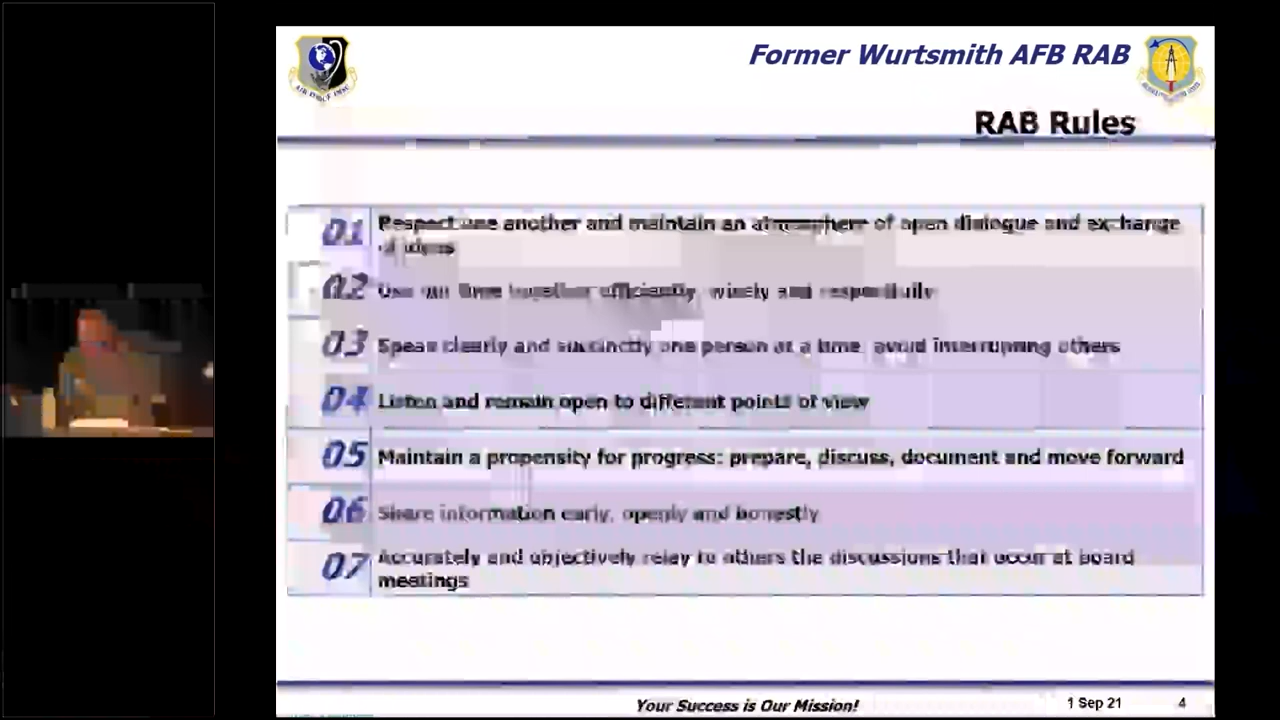 Former Wurtsmith AFB RAB
RAB Rules
01 Respect one another and maintain an atmosphere of open dialogue and exchange
of ideas
02 Use our time together efficiently, wisely and respectfully
03 Speak clearly and succinctly one person at a time, avoid interrupting others
04 Listen and remain open to different points of view
05 Maintain a propensity for progress: prepare, discuss, document and move forward
06 Share information early, openly and honestly
07 Accurately and objectively relay to others the discussions that occur at board
meetings
Your Success is Our Mission!
1 Sep 21
4